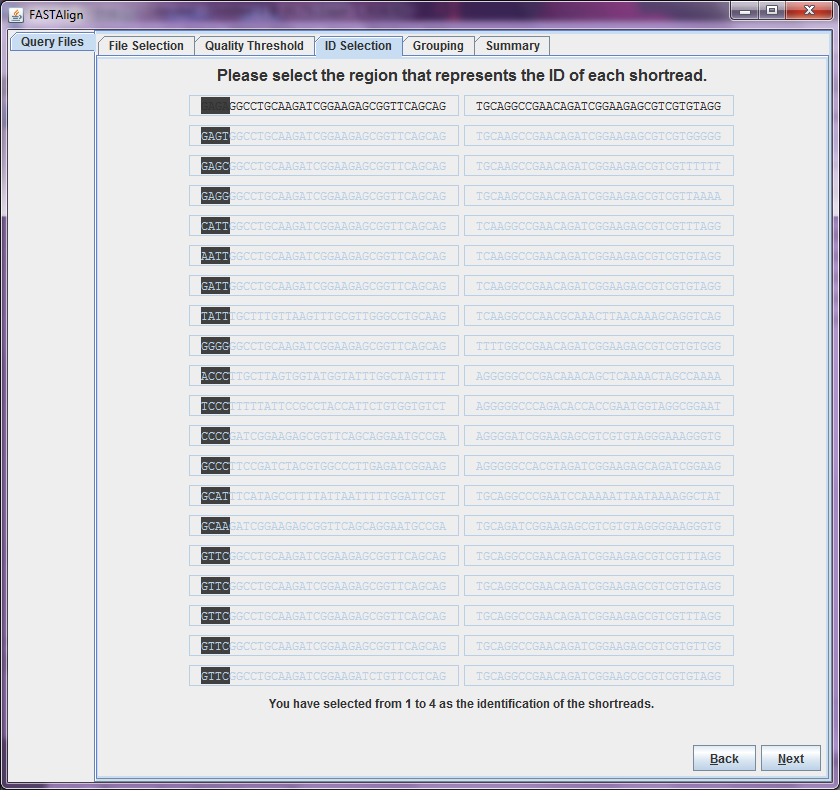 FASTAlign
Query Files
File Selection Quality Threshold ID Selection Grouping Summary
Please select the region that represents the ID of each shortread.
GAGAGGCCTGCAAGATCGGAAGAGCGGTTCAGCAG TGCAGGCCGAACAGATCGGAAGAGCGTCGTGTAGG
GAGTGGCCTGCAAGATCGGAAGAGCGGTTCAGCAG TGCAAGCCGAACAGATCGGAAGAGCGTCGTGGGGG
GAGCGGCCTGCAAGATCGGAAGAGCGGTTCAGCAG TGCAAGCCGAACAGATCGGAAGAGCGTCGTTTTTT
GAGGGGCCTGCAAGATCGGAAGAGCGGTTCAGCAG TGCAAGCCGAACAGATCGGAAGAGCGTCGTTAAAA
CATTGGCCTGCAAGATCGGAAGAGCGGTTCAGCAG TCAAGGCCGAACAGATCGGAAGAGCGTCGTTTAGG
AATTGGCCTGCAAGATCGGAAGAGCGGTTCAGCAG TCAAGGCCGAACAGATCGGAAGAGCGTCGTGTAGG
GATTGGCCTGCAAGATCGGAAGAGCGGTTCAGCAG TCAAGGCCGAACAGATCGGAAGAGCGTCGTGTAGG
TATTTGCTTTGTTAAGTTTGCGTTGGGCCTGCAAG TCAAGGCCCAACGCAAACTTAACAAAGCAGGTCAG
GGGGGGCCTGCAAGATCGGAAGAGCGGTTCAGCAG TTTTGGCCGAACAGATCGGAAGAGCGTCGTGTGGG
ACCCTTGCTTAGTGGTATGGTATTTGGCTAGTTTT AGGGGGCCCGACAAACAGCTCAAAACTAGCCAAAA
TCCCTTTTTATTCCGCCTACCATTCTGTGGTGTCT AGGGGGCCCAGACACCACCGAATGGTAGGCGGAAT
CCCCGATCGGAAGAGCGGTTCAGCAGGAATGCCGA AGGGGATCGGAAGAGCGTCGTGTAGGGAAAGGGTG
GCCCTTCCGATCTACGTGGCCCTTGAGATCGGAAG AGGGGGCCACGTAGATCGGAAGAGCAGATCGGAAG
GCATTTCATAGCCTTTTATTAATTTTTGGATTCGT TGCAGGCCCGAATCCAAAAATTAATAAAAGGCTAT
GCAAGATCGGAAGAGCGGTTCAGCAGGAATGCCGA TGCAGATCGGAAGAGCGTCGTGTAGGGGAAGGGTG
GTTCGGCCTGCAAGATCGGAAGAGCGGTTCAGCAG TGCAGGCCGAACAGATCGGAAGAGCGTCGTTTAGG
GTTCGGCCTGCAAGATCGGAAGAGCGGTTCAGCAG TGCAGGCCGAACAGATCGGAAGAGCGTCGTGTAGG
GTTCGGCCTGCAAGATCGGAAGAGCGGTTCAGCAG TGCAGGCCGAACAGATCGGAAGAGCGTCGTTTAGG
GTTCGGCCTGCAAGATCGGAAGAGCGGTTCAGCAG TGCAGGCCGAACAGATCGGAAGAGCGTCGTGTTGG
GTTCGGCCTGCAAGATCGGAAGATCTGTTCCTCAG TGCAGGCCGAACAGATCGGAAGAGCGCGTCGTGTAGG
You have selected from 1 to 4 as the identification of the shortreads.
Back Next